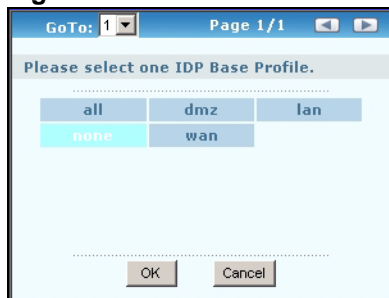 GoTo: 1 Page 1/1
Please select one IDP Base Profile.
all dmz lan
none wan
OK Cancel